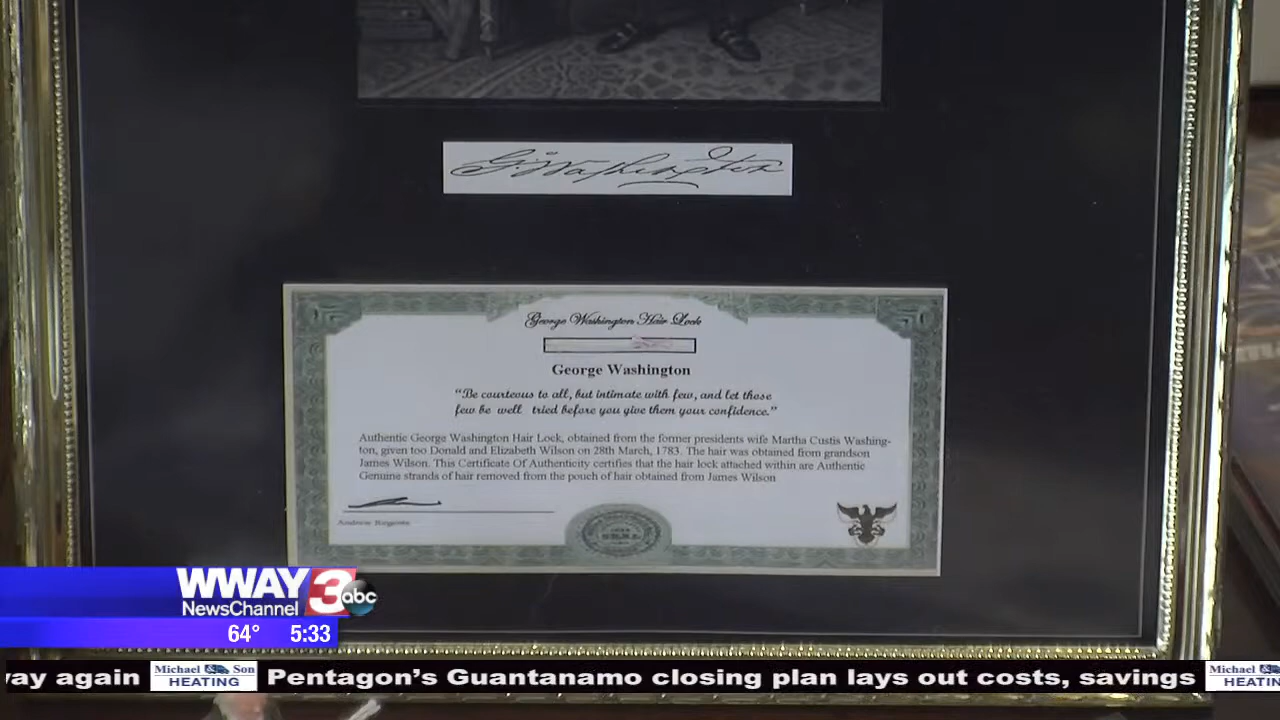 G. Washington
George Washington Hair Lock
George Washington
"Be courteous to all, but intimate with few, and let those
few be well tried before you give them your confidence."
Authentic George Washington Hair Lock, obtained from the former presidents wife Martha Custis Washing-
ton, given too Donald and Elizabeth Wilson on 28th March, 1783. The hair was obtained from grandson
James Wilson. This Certificate Of Authenticity certifies that the hair lock attached within are Authentic
Genuine strands of hair removed from the pouch of hair obtained from James Wilson
Andrew
WWAY 3 abc
NewsChannel
64° 5:33
way again Michael & Son HEATING Pentagon's Guantanamo closing plan lays out costs, savings Michael HEATIN